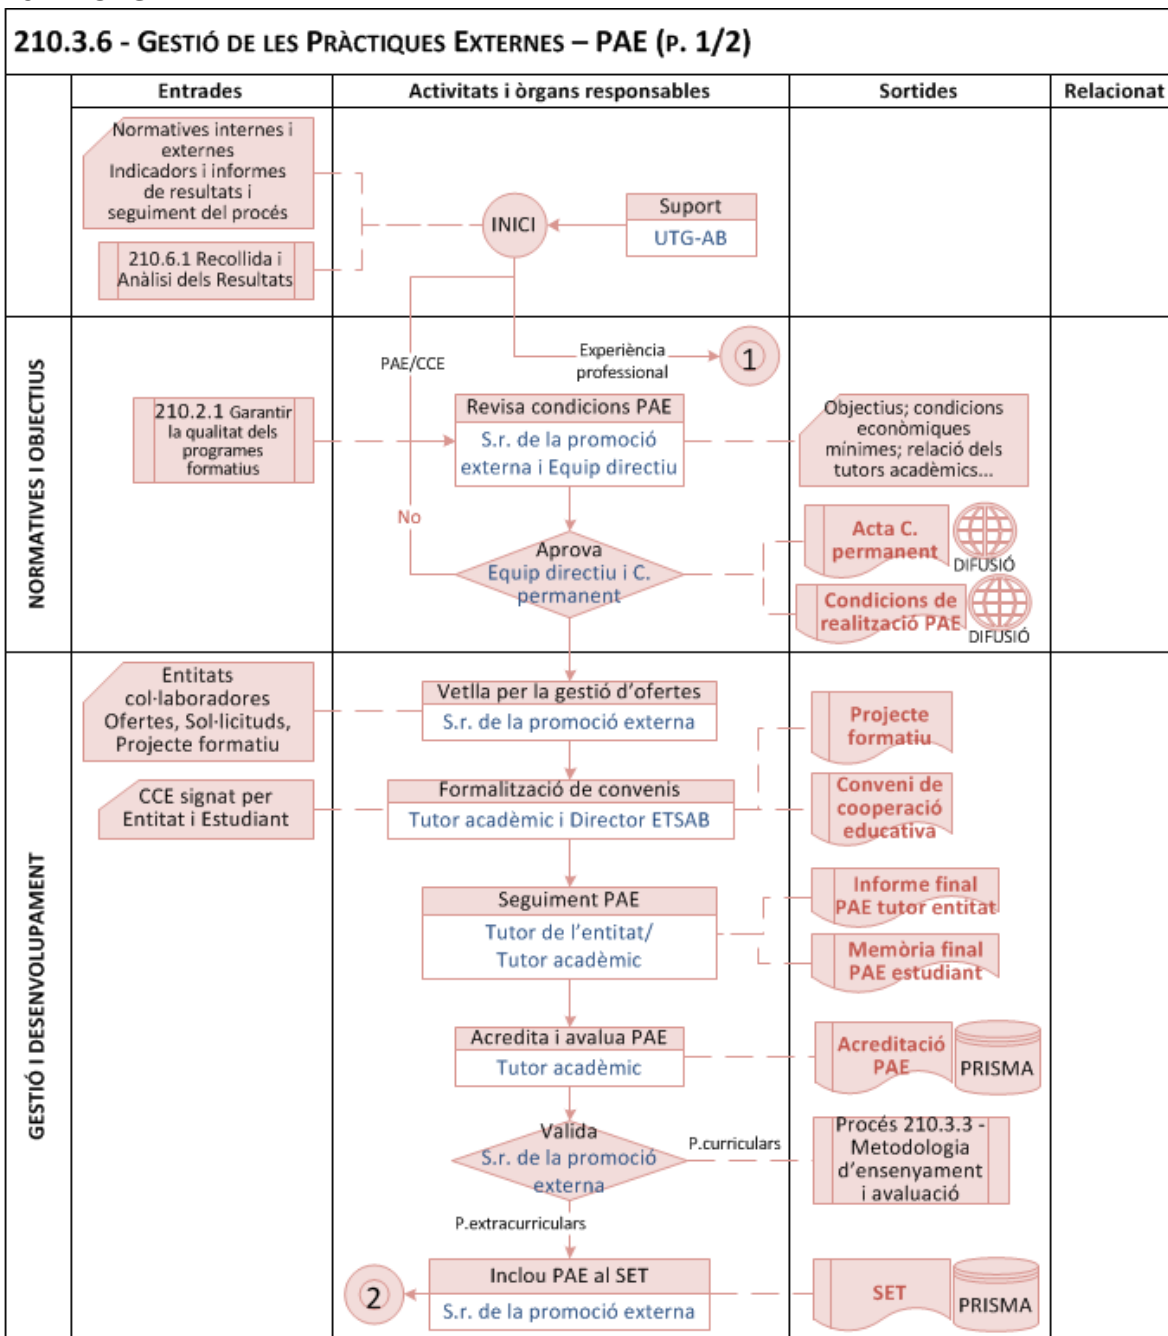 210.3.6 - GESTIÓ DE LES PRÀCTIQUES EXTERNES – PAE (P. 1/2)
Entrades
Activitats i òrgans responsables
Sortides
Relacionat
Normatives internes i
externes
Indicadors i informes
de resultats i
seguiment del procés
210.6.1 Recollida i
Anàlisi dels Resultats
INICI
Suport
UTG-AB
NORMATIVES I OBJECTIUS
PAE/CCE
Experiència
professional
1
210.2.1 Garantir
la qualitat dels
programes
formatius
Revisa condicions PAE
S.r. de la promoció
externa i Equip directiu
Objectius; condicions
econòmiques
mínimes; relació dels
tutors acadèmics...
No
Aprova
Equip directiu i C.
permanent
Acta C.
permanent
DIFUSIÓ
Condicions de
realització PAE
DIFUSIÓ
GESTIÓ I DESENVOLUPAMENT
Entitats
col·laboradores
Ofertes, Sol·licituds,
Projecte formatiu
Vetlla per la gestió d'ofertes
S.r. de la promoció externa
Projecte
formatiu
CCE signat per
Entitat i Estudiant
Formalització de convenis
Tutor acadèmic i Director ETSAB
Conveni de
cooperació
educativa
Seguiment PAE
Tutor de l'entitat/
Tutor acadèmic
Informe final
PAE tutor entitat
Memòria final
PAE estudiant
Acredita i avalua PAE
Tutor acadèmic
Acreditació
PAE
PRISMA
Valida
S.r. de la promoció
externa
P.curriculars
Procés 210.3.3 -
Metodologia
d'ensenyament
i avaluació
P.extracurriculars
2
Inclou PAE al SET
S.r. de la promoció externa
SET
PRISMA